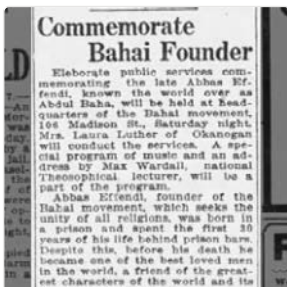 Commemorate
Bahai Founder
Eleborate public services com-
memorating the late Abbas Ef-
fendi, known the world over as
Abdul Baha, will be held at head-
quarters of the Bahai movement,
106 Madison St., Saturday night.
Mrs. Laura Luther of Okanogan
will conduct the services. A spe-
cial program of music and an ad-
dress by Max Wardall, national
Theosophical lecturer, will be a
part of the program.
Abbas Effendi, founder of the
Bahai movement, which seeks the
unity of all religions, was born in
a prison and spent the first 30
years of his life behind prison bars.
Despite this, before his death he
became one of the best loved men
in the world, a friend of the great-
est characters of the world and its